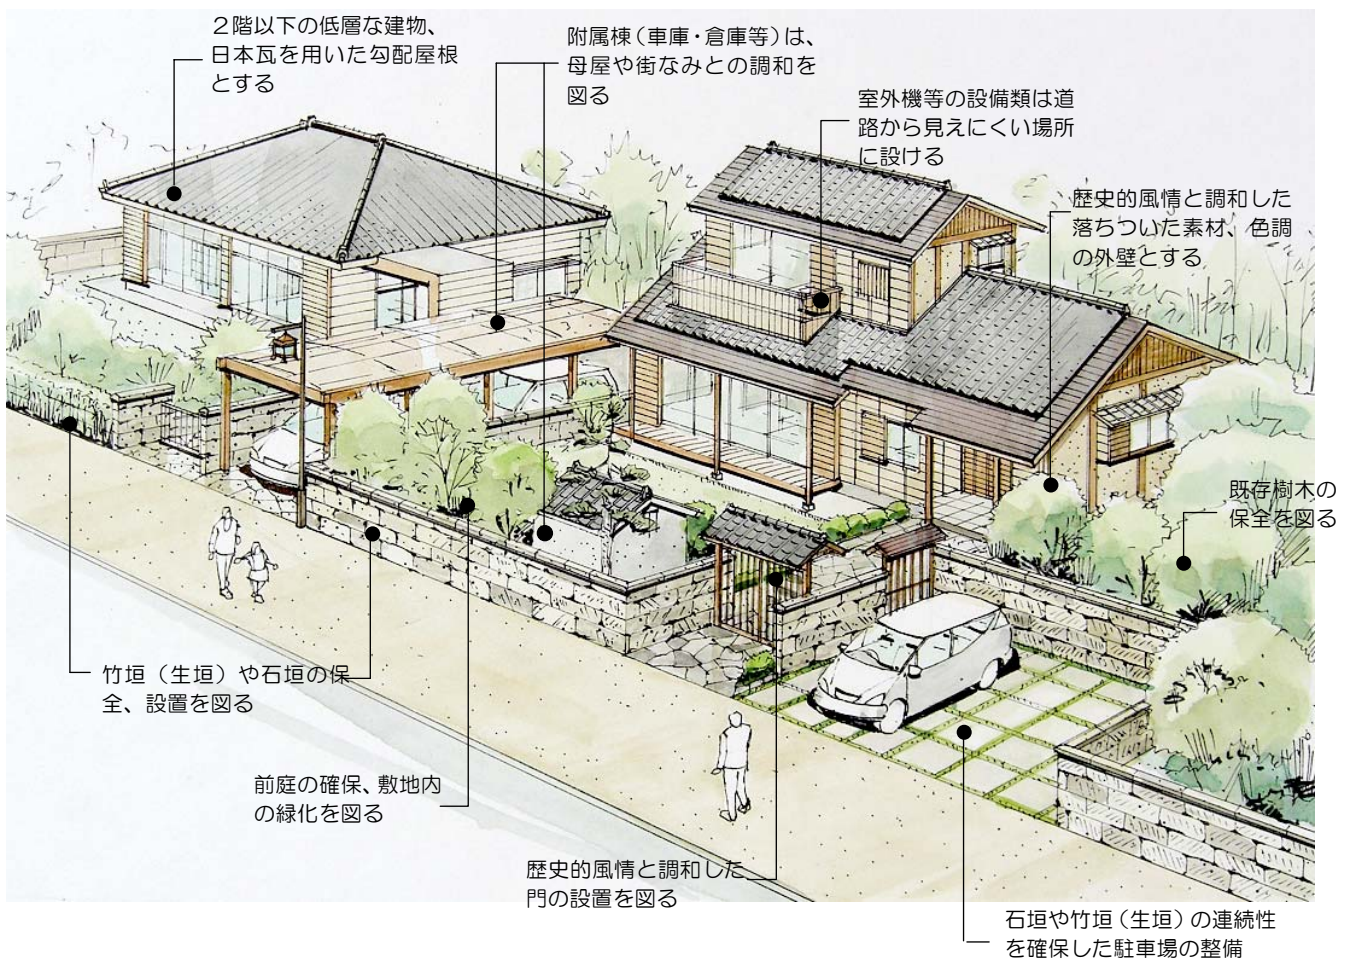 2階以下の低層な建物、
日本瓦を用いた勾配屋根
とする
附属棟（車庫・倉庫等）は、
母屋や街なみとの調和を
図る
室外機等の設備類は道
路から見えにくい場所
に設ける
歴史的風情と調和した
落ちついた素材、色調
の外壁とする
既存樹木の
保全を図る
竹垣（生垣）や石垣の保
全、設置を図る
前庭の確保、敷地内
の緑化を図る
歴史的風情と調和した
門の設置を図る
石垣や竹垣（生垣）の連続性
を確保した駐車場の整備